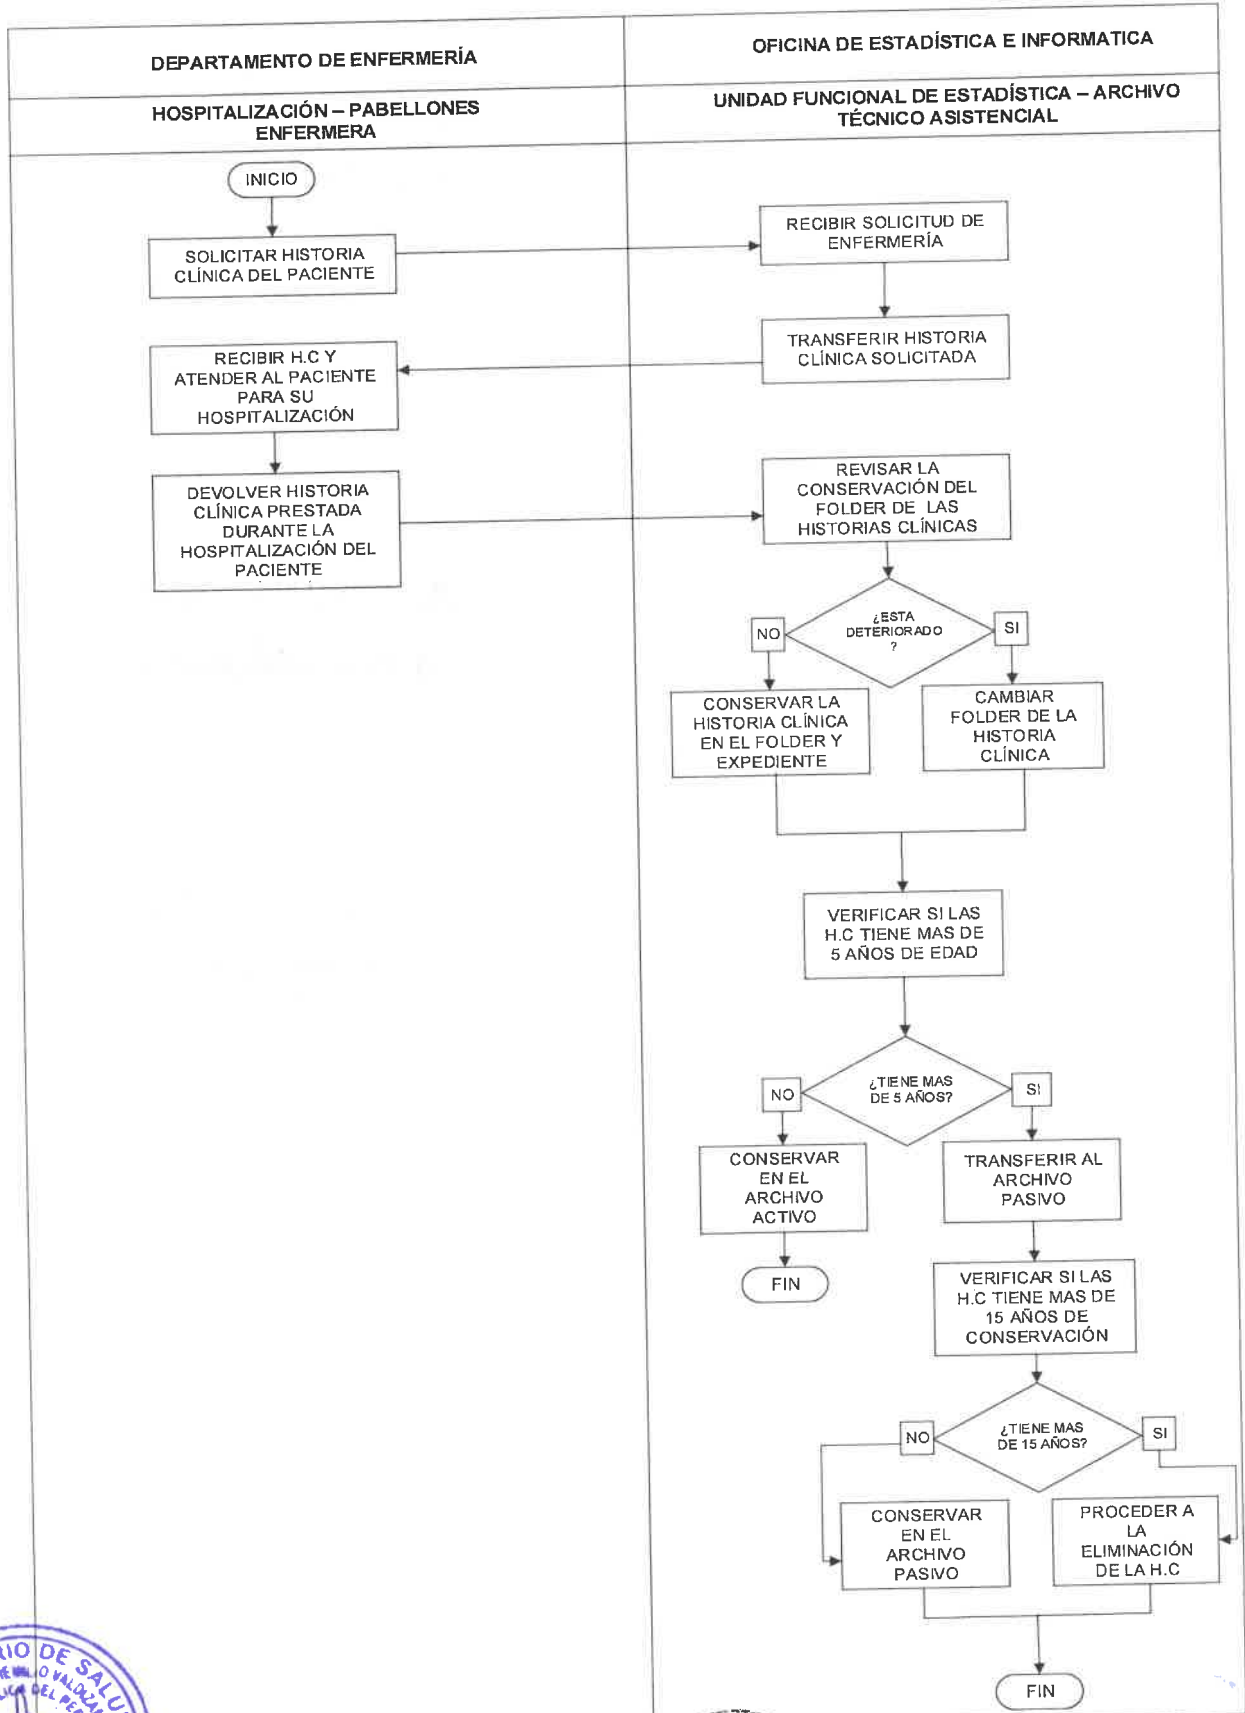 DEPARTAMENTO DE ENFERMERÍA
OFICINA DE ESTADÍSTICA E INFORMATICA
HOSPITALIZACIÓN – PABELLONES
ENFERMERA
UNIDAD FUNCIONAL DE ESTADÍSTICA – ARCHIVO
TÉCNICO ASISTENCIAL
INICIO
SOLICITAR HISTORIA
CLÍNICA DEL PACIENTE
RECIBIR SOLICITUD DE
ENFERMERÍA
TRANSFERIR HISTORIA
CLÍNICA SOLICITADA
RECIBIR H.C Y
ATENDER AL PACIENTE
PARA SU
HOSPITALIZACIÓN
DEVOLVER HISTORIA
CLÍNICA PRESTADA
DURANTE LA
HOSPITALIZACIÓN DEL
PACIENTE
REVISAR LA
CONSERVACIÓN DEL
FOLDER DE LAS
HISTORIAS CLÍNICAS
¿ESTA
DETERIORADO
?
NO
SI
CONSERVAR LA
HISTORIA CLÍNICA
EN EL FOLDER Y
EXPEDIENTE
CAMBIAR
FOLDER DE LA
HISTORIA
CLÍNICA
VERIFICAR SI LAS
H.C TIENE MAS DE
5 AÑOS DE EDAD
¿TIENE MAS
DE 5 AÑOS?
NO
SI
CONSERVAR
EN EL
ARCHIVO
ACTIVO
FIN
TRANSFERIR AL
ARCHIVO
PASIVO
VERIFICAR SI LAS
H.C TIENE MAS DE
15 AÑOS DE
CONSERVACIÓN
¿TIENE MAS
DE 15 AÑOS?
NO
SI
CONSERVAR
EN EL
ARCHIVO
PASIVO
PROCEDER A
LA
ELIMINACIÓN
DE LA H.C
FIN
DE SALU